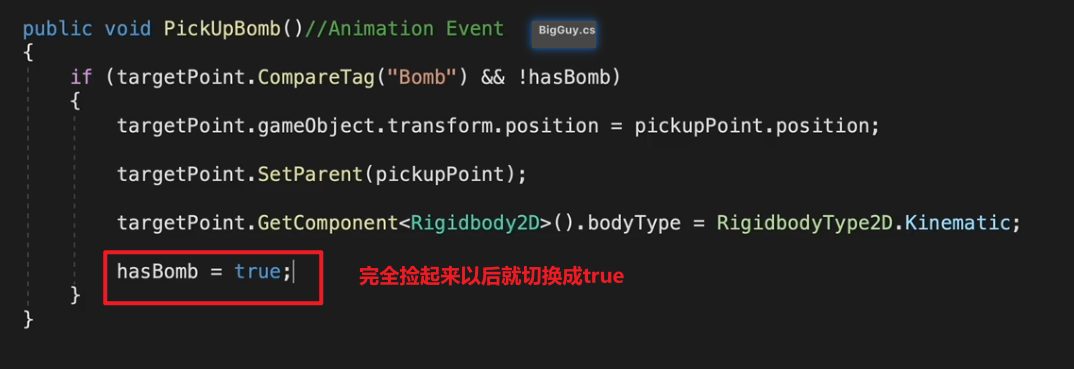 public void PickUpBomb()//Animation Event BigGuy.cs
{
if (targetPoint.CompareTag("Bomb") && !hasBomb)
{
targetPoint.gameObject.transform.position = pickupPoint.position;
targetPoint.SetParent(pickupPoint);
targetPoint.GetComponent<Rigidbody2D>().bodyType = RigidbodyType2D.Kinematic;
hasBomb = true; 完全捡起来以后就切换成true
}
}